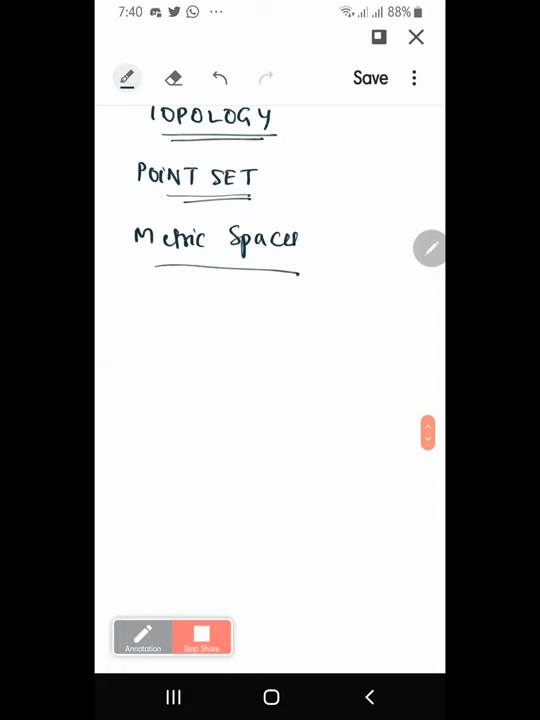 7:40 ... 88%
Save
TOPOLOGY
POINT SET
Metric Spaces
Annotation
Stop Share